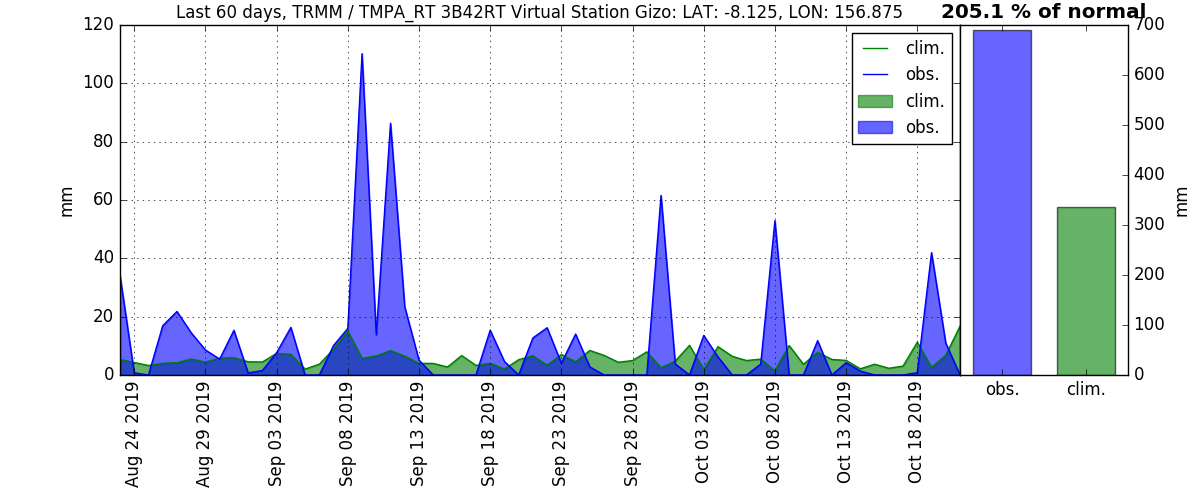 Last 60 days, TRMM / TMPA_RT 3B42RT Virtual Station Gizo: LAT: -8.125, LON: 156.875
205.1 % of normal
120
100
80
60
40
20
0
mm
clim.
obs.
clim.
obs.
Aug 24 2019
Aug 29 2019
Sep 03 2019
Sep 08 2019
Sep 13 2019
Sep 18 2019
Sep 23 2019
Sep 28 2019
Oct 03 2019
Oct 08 2019
Oct 13 2019
Oct 18 2019
700
600
500
400
300
200
100
0
mm
obs.
clim.